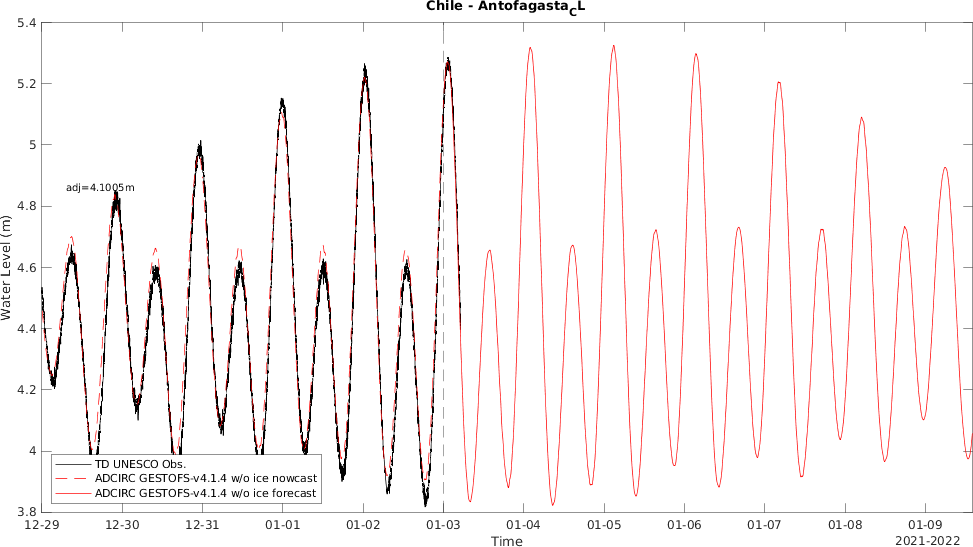 Chile - Antofagasta_CL
5.4
5.2
5
4.8
4.6
4.4
4.2
4
3.8
Water Level (m)
adj=4.1005m
TD UNESCO Obs.
ADCIRC GESTOFS-v4.1.4 w/o ice nowcast
ADCIRC GESTOFS-v4.1.4 w/o ice forecast
12-29 12-30 12-31 01-01 01-02 01-03 01-04 01-05 01-06 01-07 01-08 01-09
Time
2021-2022